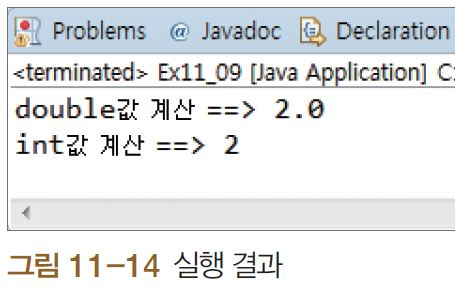 Problems @ Javadoc Declaration
<terminated> Ex11_09 [Java Application] C:
double값 계산 ==> 2.0
int값 계산 ==> 2
그림 11-14 실행 결과